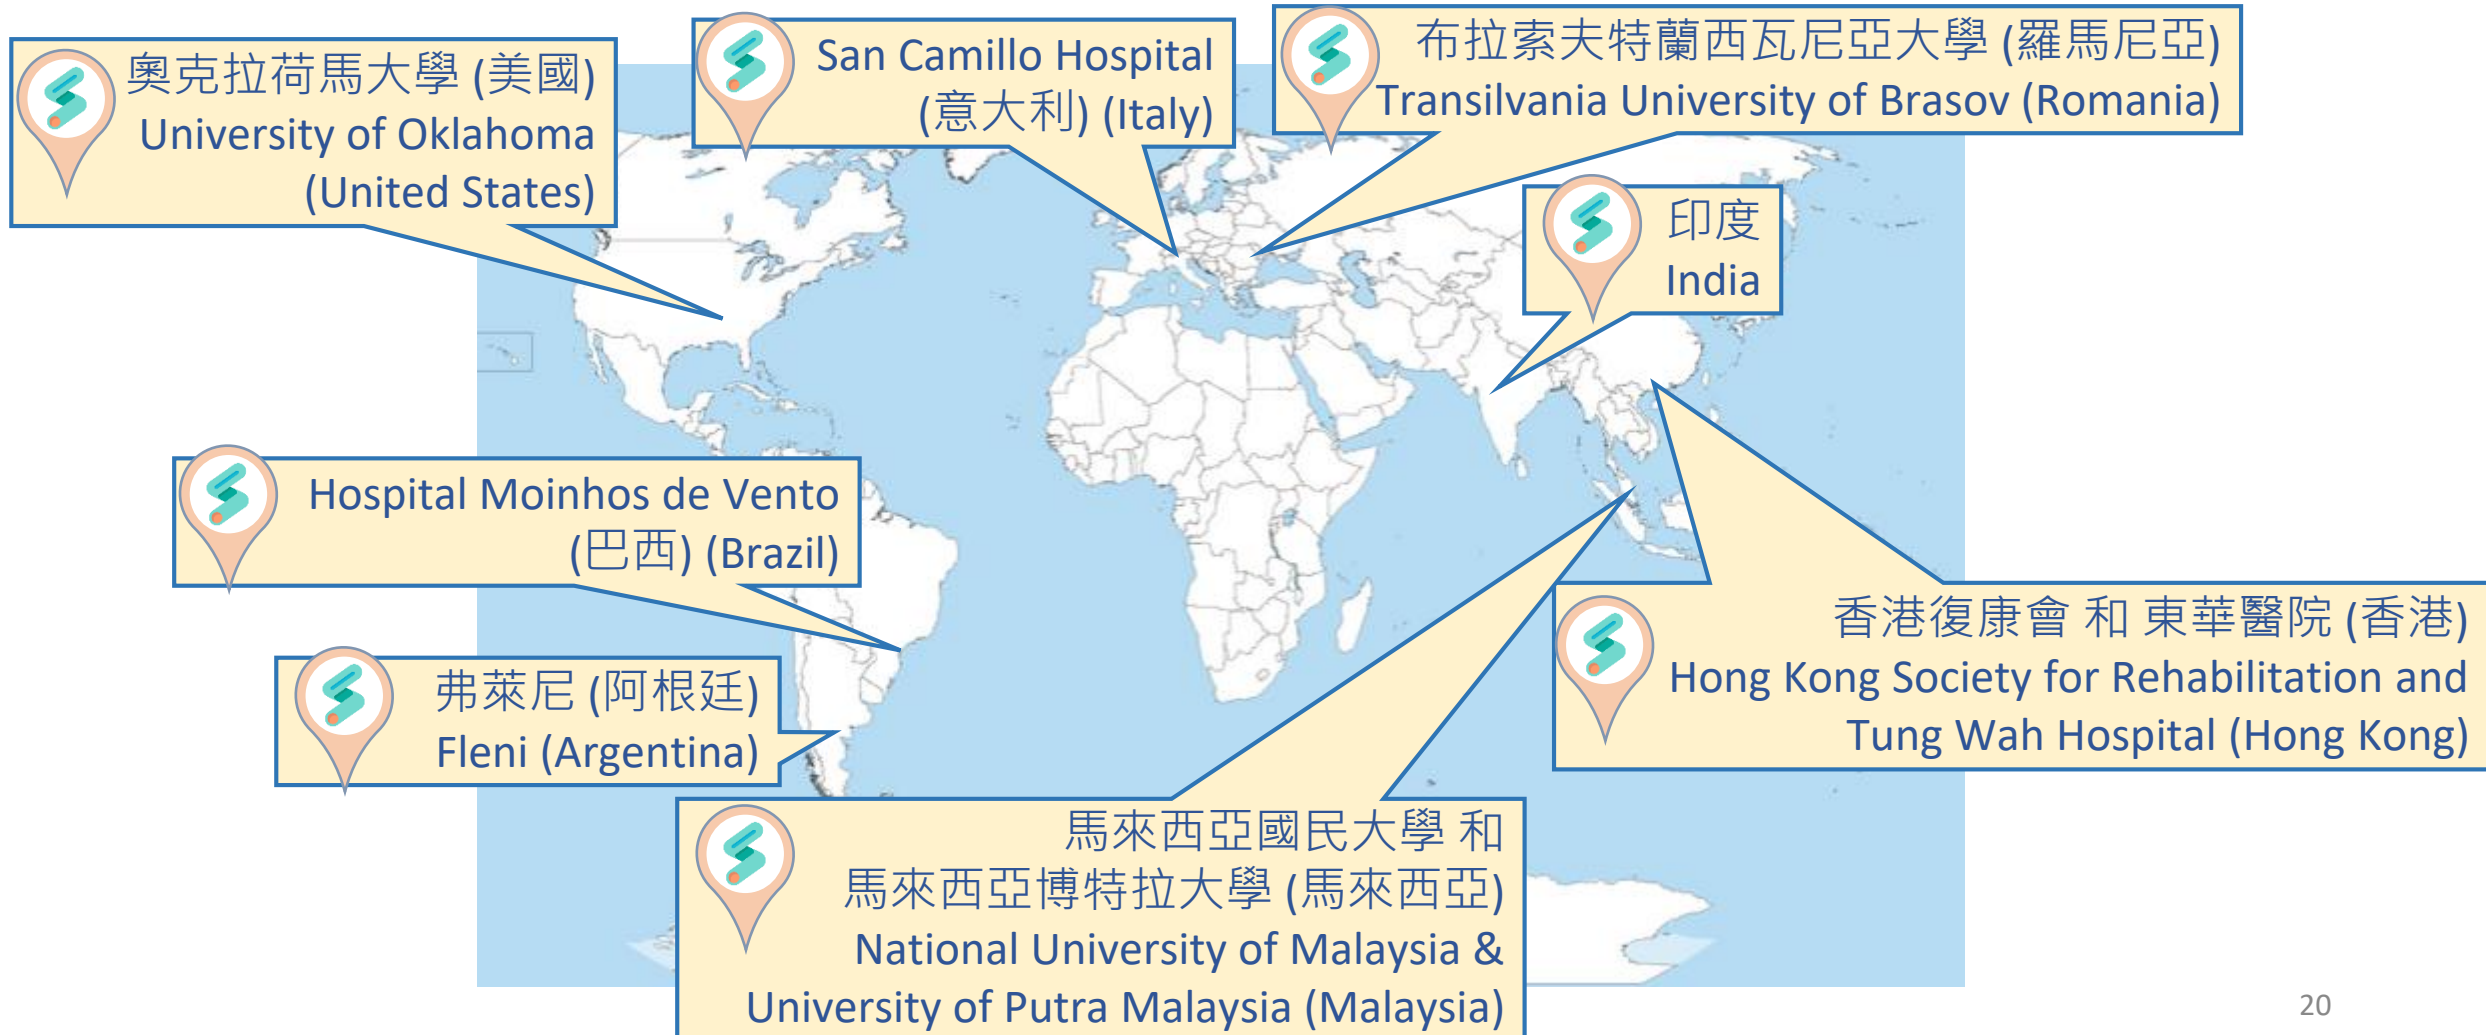 奧克拉荷馬大學 (美國)
University of Oklahoma
(United States)
San Camillo Hospital
(意大利) (Italy)
布拉索夫特蘭西瓦尼亞大學 (羅馬尼亞)
Transilvania University of Brasov (Romania)
印度
India
Hospital Moinhos de Vento
(巴西) (Brazil)
弗萊尼 (阿根廷)
Fleni (Argentina)
香港復康會 和 東華醫院 (香港)
Hong Kong Society for Rehabilitation and
Tung Wah Hospital (Hong Kong)
馬來西亞國民大學 和
馬來西亞博特拉大學 (馬來西亞)
National University of Malaysia &
University of Putra Malaysia (Malaysia)
20